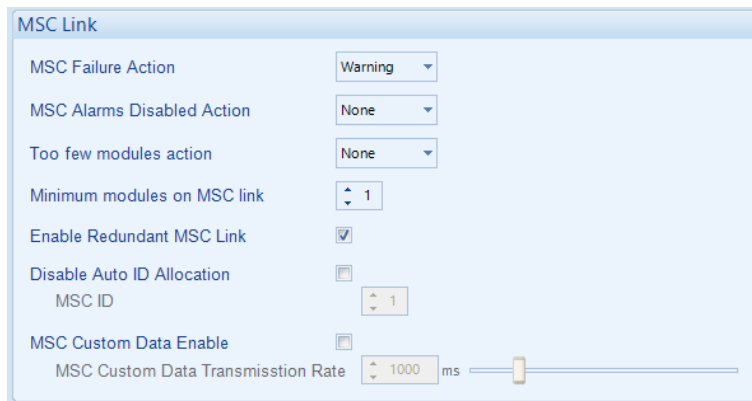 MSC Link
MSC Failure Action Warning
MSC Alarms Disabled Action None
Too few modules action None
Minimum modules on MSC link 1
Enable Redundant MSC Link
Disable Auto ID Allocation
MSC ID 1
MSC Custom Data Enable
MSC Custom Data Transmisstion Rate 1000 ms